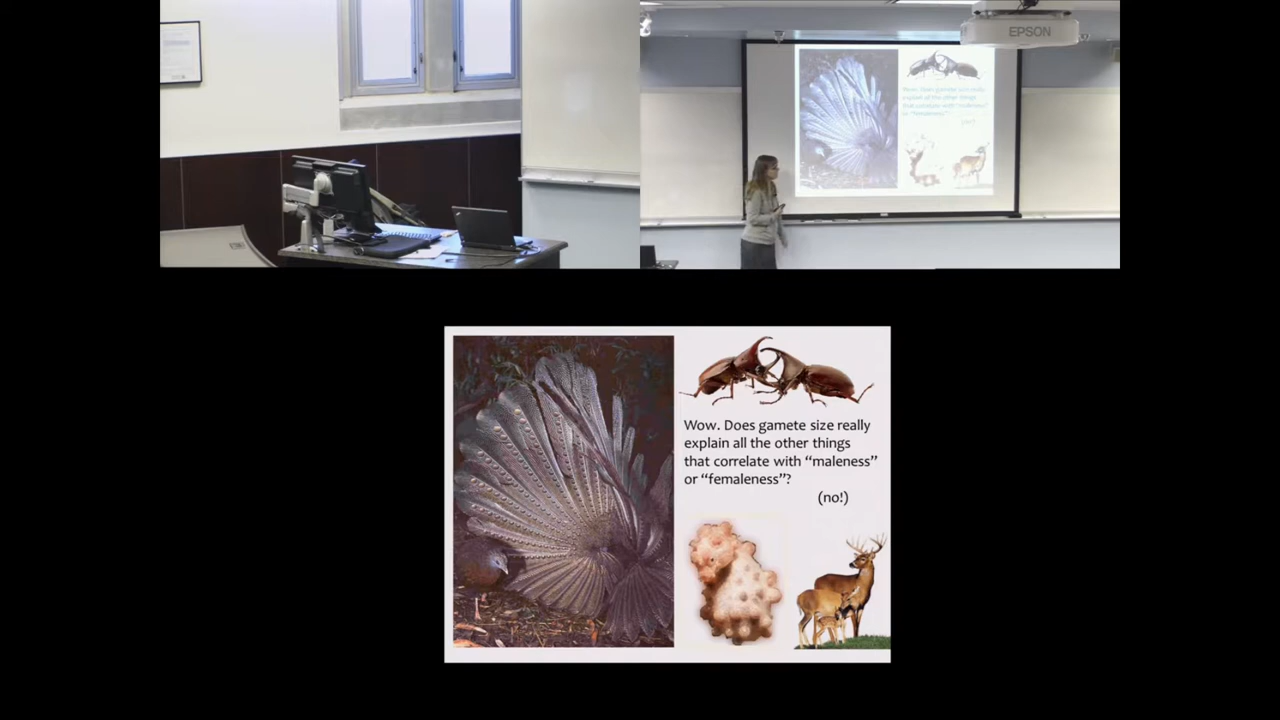 EPSON
Wow. Does gamete size really
explain all the other things
that correlate with “maleness”
or “femaleness”?
(no!)